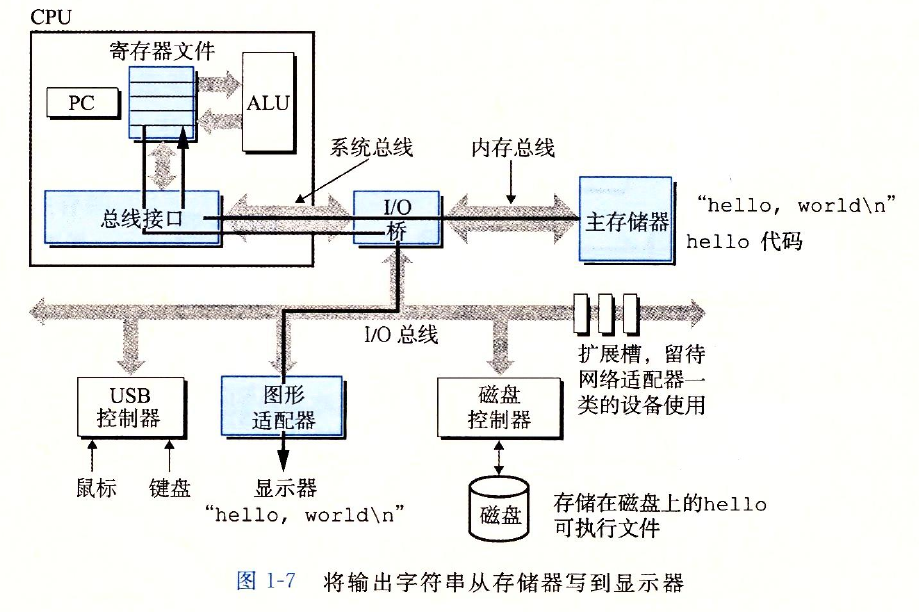 CPU
寄存器文件
PC
ALU
系统总线
内存总线
总线接口
I/O
桥
主存储器
“hello, world\n”
hello 代码
I/O 总线
扩展槽，留待
网络适配器一
类的设备使用
USB
控制器
图形
适配器
磁盘
控制器
鼠标
键盘
显示器
“hello, world\n”
磁盘
存储在磁盘上的hello
可执行文件
图 1-7 将输出字符串从存储器写到显示器